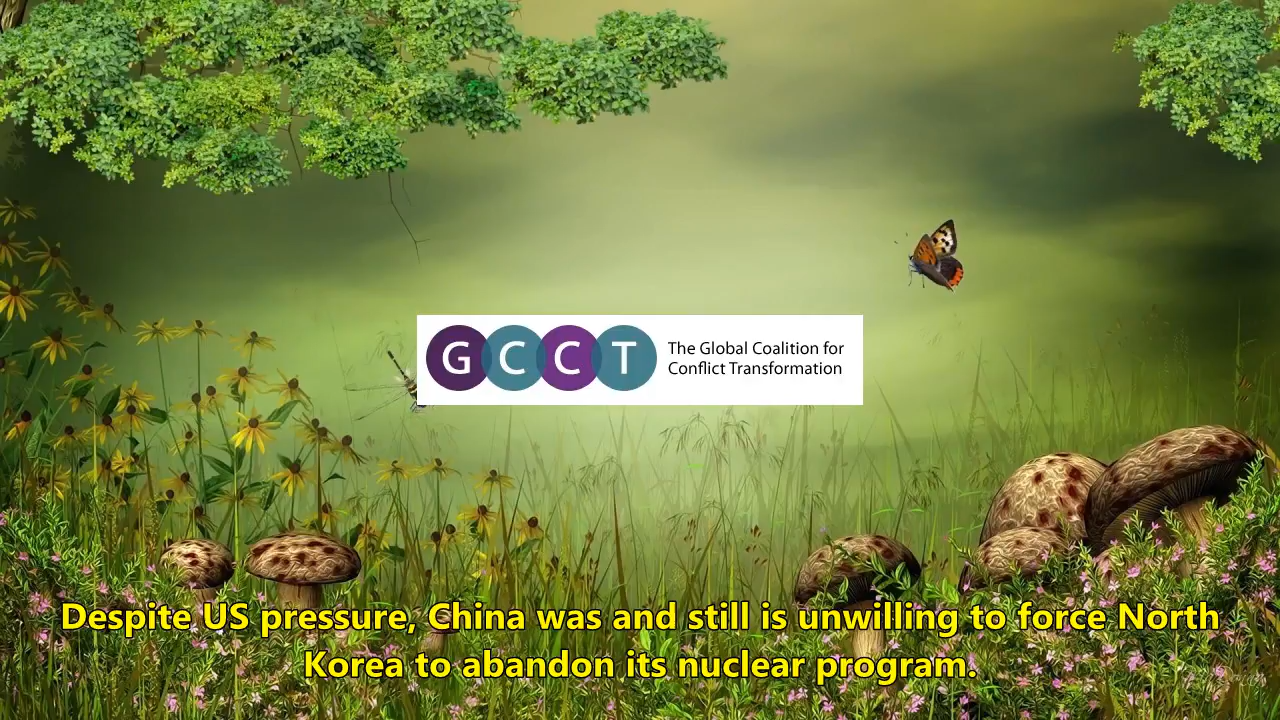 GCCT
The Global Coalition for
Conflict Transformation
Despite US pressure, China was and still is unwilling to force North
Korea to abandon its nuclear program.